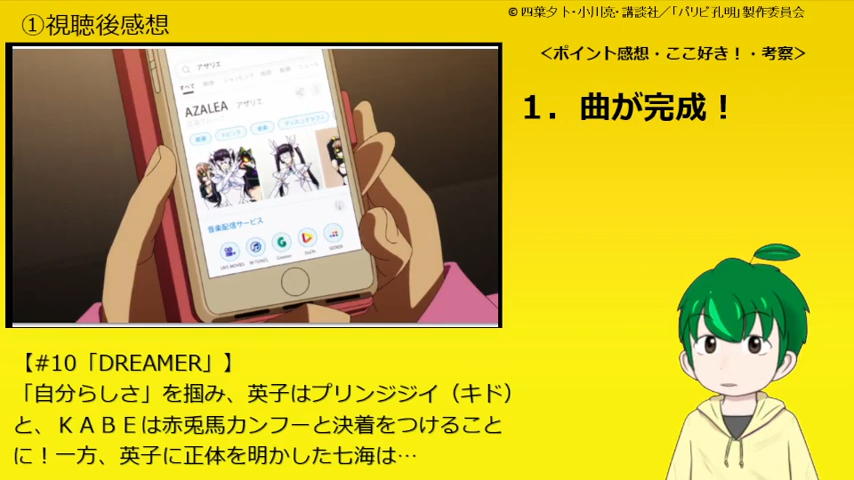 ①視聴後感想
© 四葉夕卜・小川亮・講談社／「パリピ孔明」製作委員会
＜ポイント感想・ここ好き！・考察＞
１．曲が完成！
アザリエ
すべて
AZALEA アザリエ
音楽配信サービス
【#10「DREAMER」】
「自分らしさ」を掴み、英子はプリンジジイ（キド）
と、ＫＡＢＥは赤兎馬カンフーと決着をつけること
に！一方、英子に正体を明かした七海は…